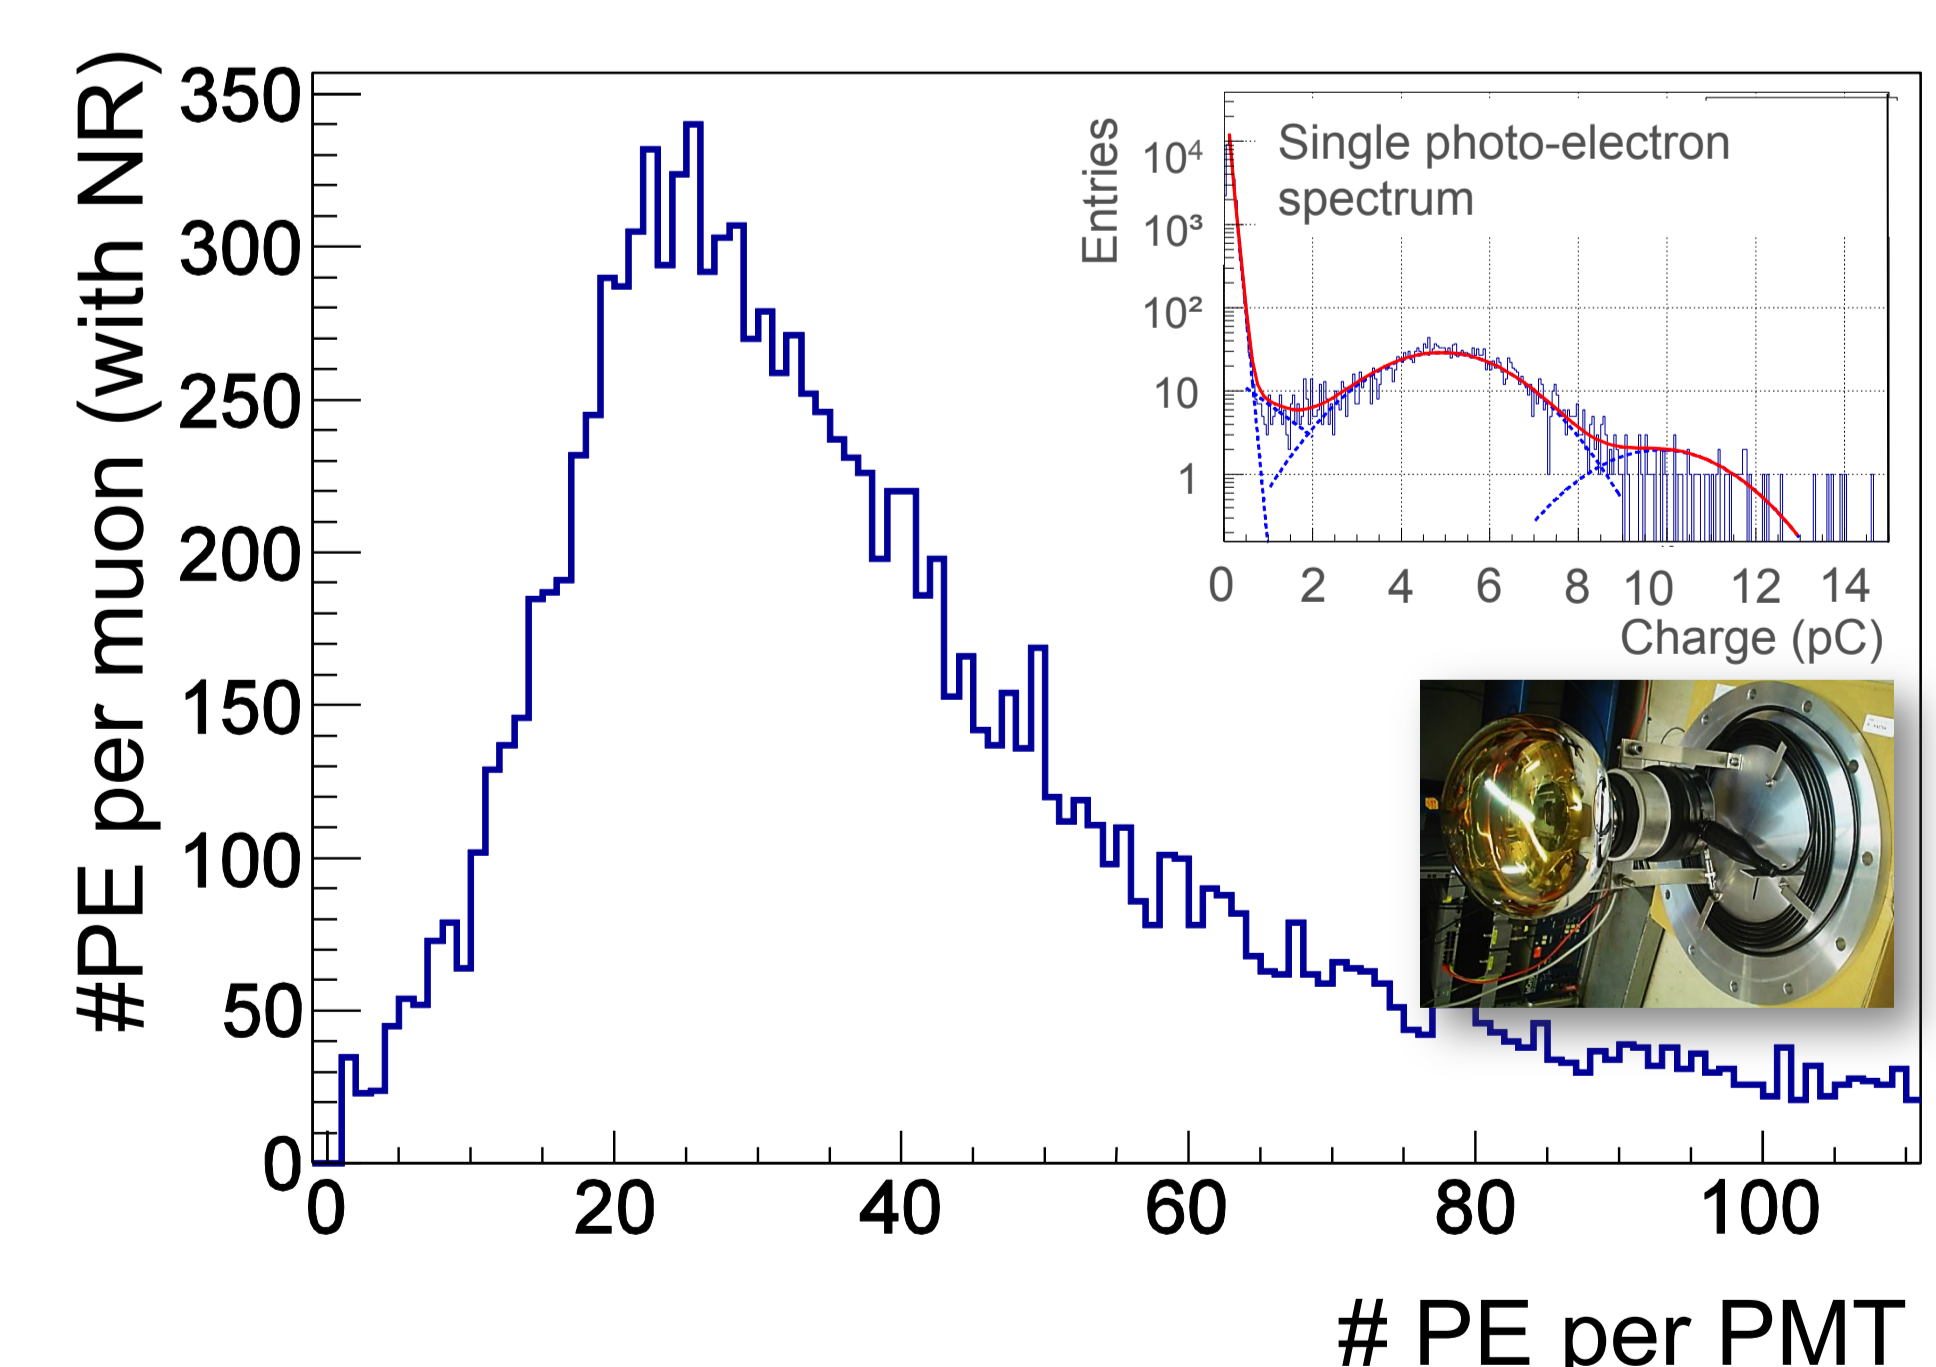 #PE per muon (with NR)
350
300
250
200
150
100
50
0
0 20 40 60 80 100
# PE per PMT
Single photo-electron
spectrum
Entries
10⁴
10³
10²
10
1
0 2 4 6 8 10 12 14
Charge (pC)